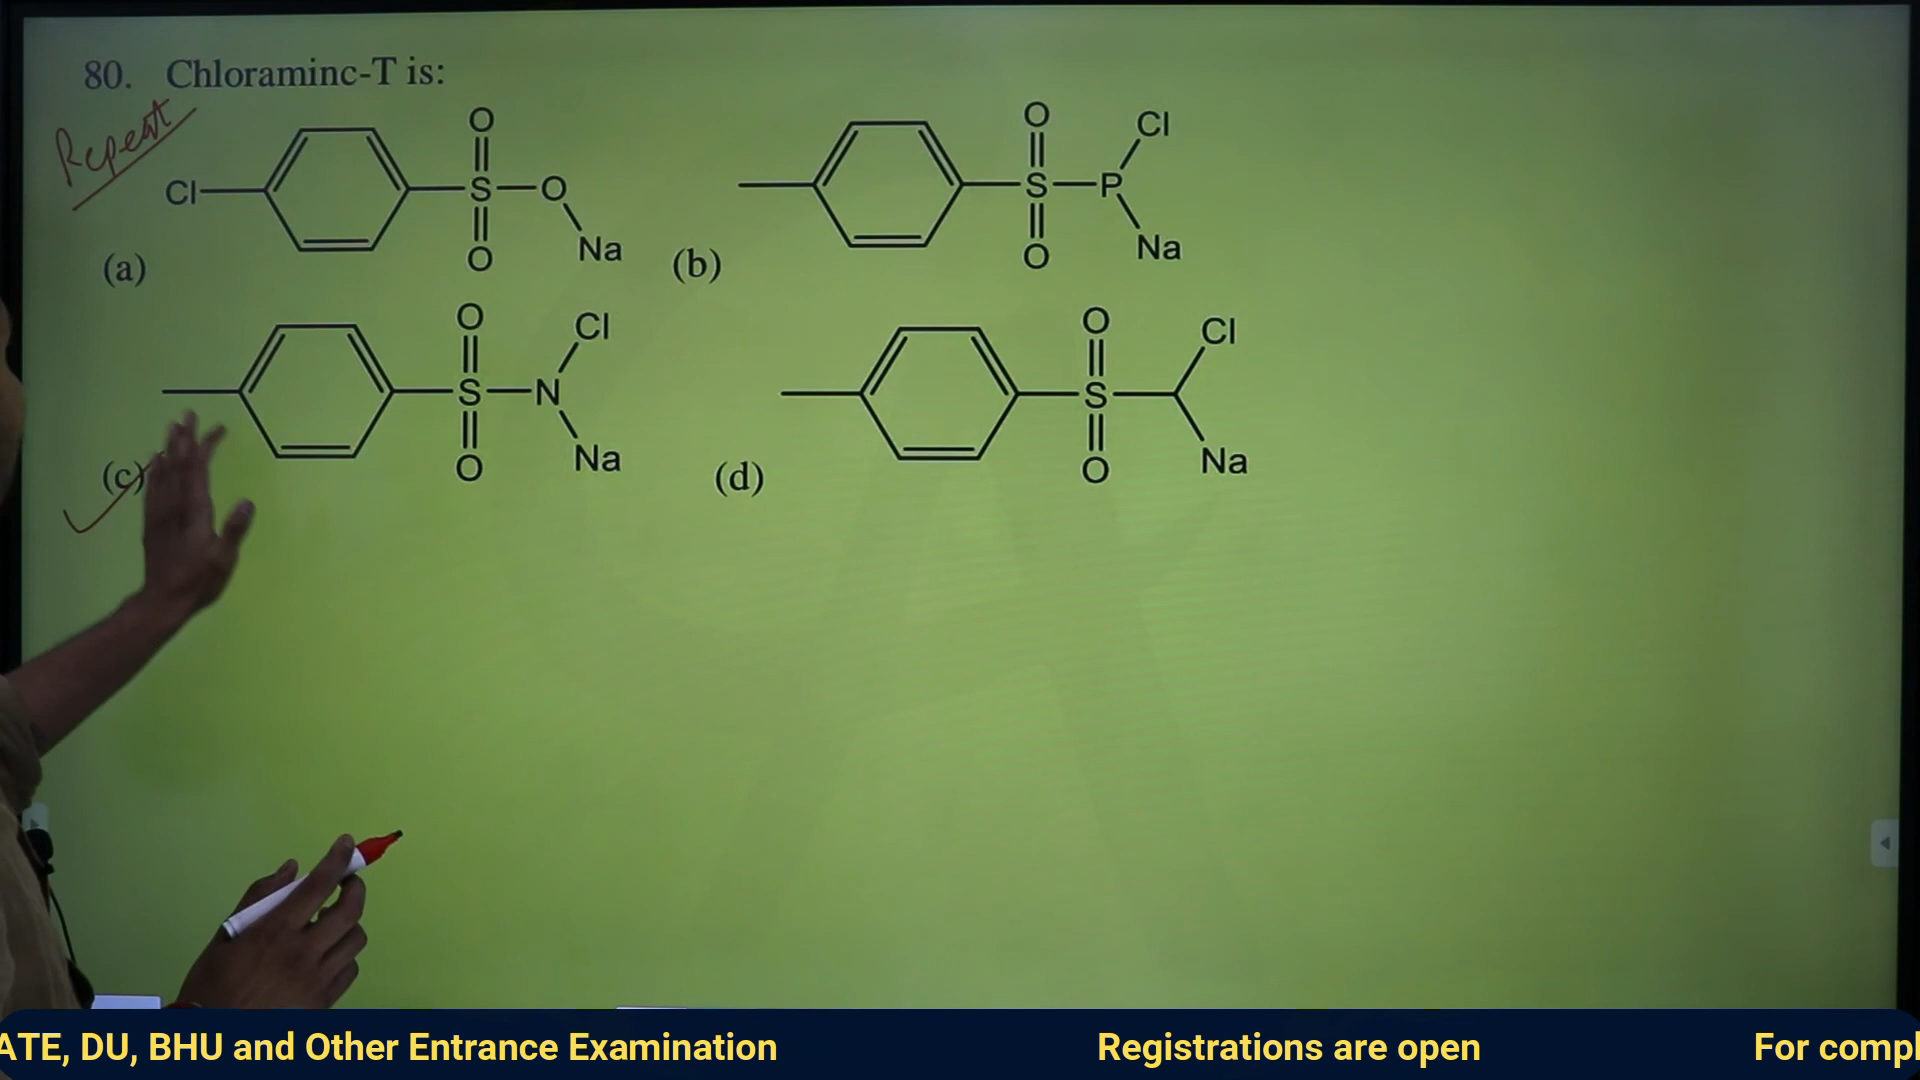 80. Chloraminc-T is:
Repeat
Cl S O O O Na
(a)
S O O P Cl Na
(b)
S O O N Cl Na
(c)
S O O Cl Na
(d)
ATE, DU, BHU and Other Entrance Examination Registrations are open For compl